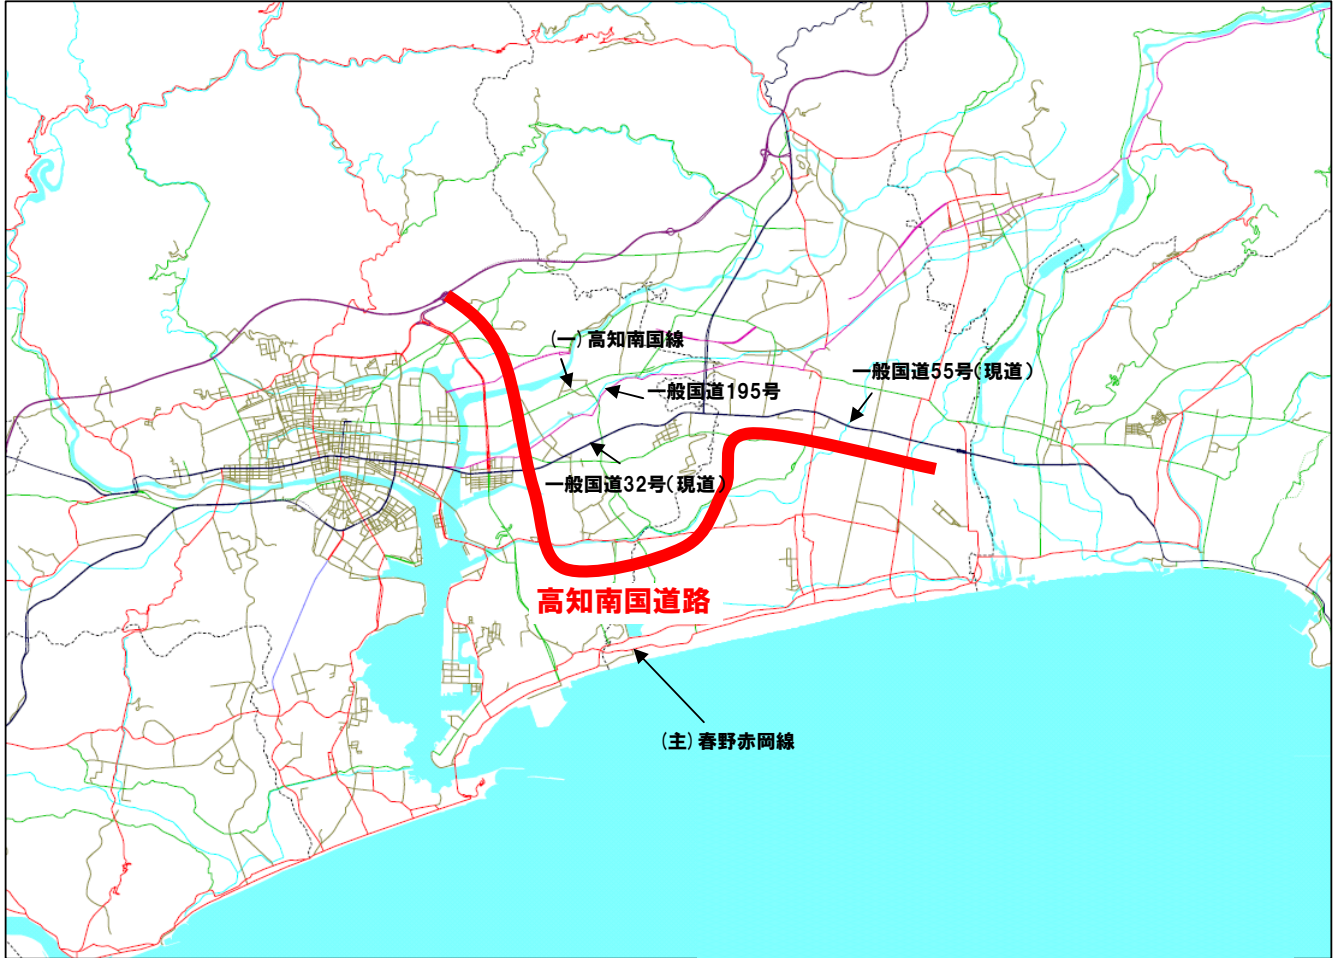 (一)高知南国線
一般国道55号(現道)
一般国道195号
一般国道32号(現道)
高知南国道路
(主)春野赤岡線